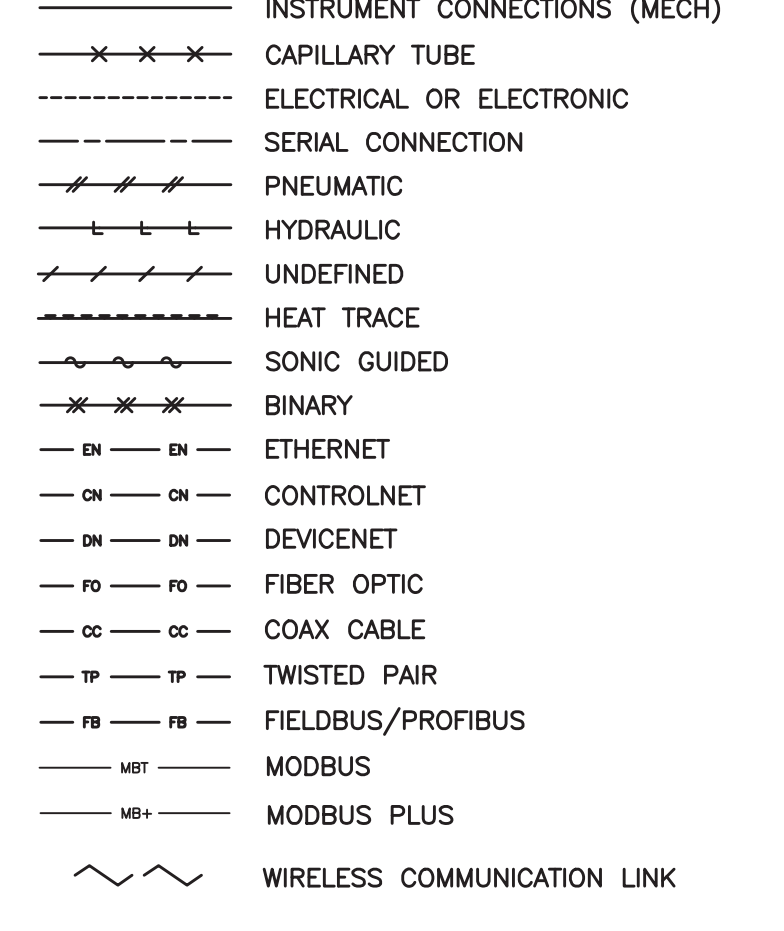 INSTRUMENT CONNECTIONS (MECH)
CAPILLARY TUBE
ELECTRICAL OR ELECTRONIC
SERIAL CONNECTION
PNEUMATIC
HYDRAULIC
UNDEFINED
HEAT TRACE
SONIC GUIDED
BINARY
EN EN ETHERNET
CN CN CONTROLNET
DN DN DEVICENET
FO FO FIBER OPTIC
CC CC COAX CABLE
TP TP TWISTED PAIR
FB FB FIELDBUS/PROFIBUS
MBT MODBUS
MB+ MODBUS PLUS
WIRELESS COMMUNICATION LINK